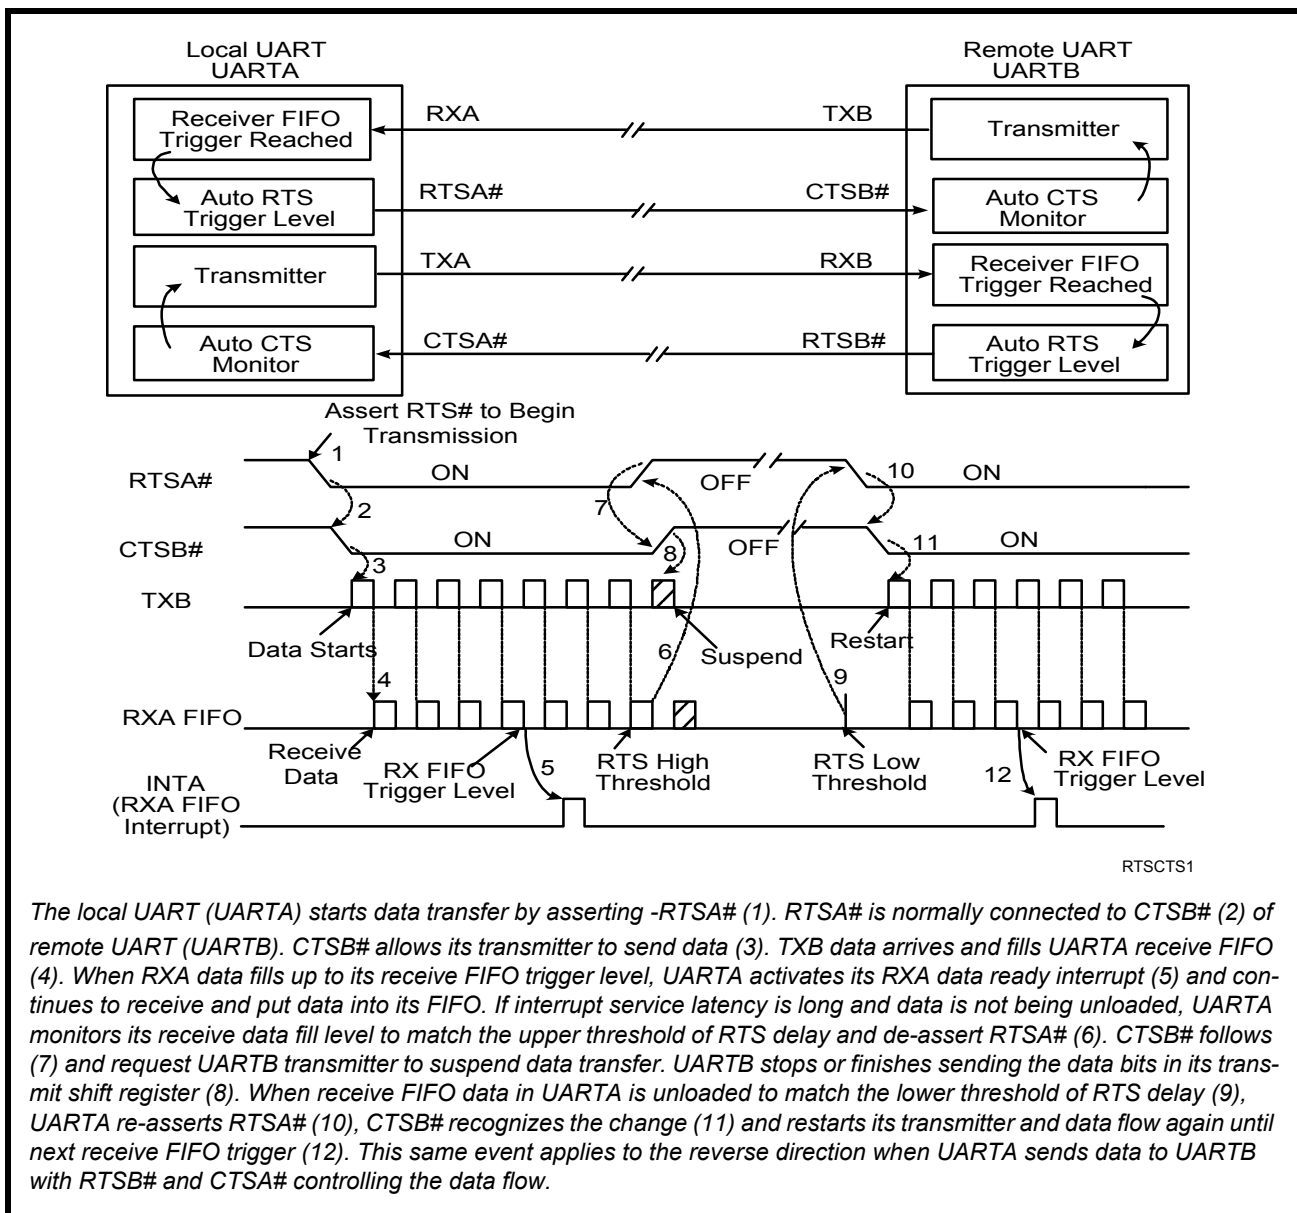 Local UART
UARTA
Remote UART
UARTB
Receiver FIFO
Trigger Reached
RXA
TXB
Transmitter
Auto RTS
Trigger Level
RTSA#
CTSB#
Auto CTS
Monitor
Transmitter
TXA
RXB
Receiver FIFO
Trigger Reached
Auto CTS
Monitor
CTSA#
RTSB#
Auto RTS
Trigger Level
Assert RTS# to Begin
Transmission
RTSA#
1
ON
OFF
10
ON
2
7
CTSB#
ON
8
OFF
11
ON
3
TXB
Data Starts
6
Suspend
Restart
4
9
RXA FIFO
Receive
Data
RX FIFO
Trigger Level
5
RTS High
Threshold
RTS Low
Threshold
12
RX FIFO
Trigger Level
INTA
(RXA FIFO
Interrupt)
RTSCTS1
The local UART (UARTA) starts data transfer by asserting -RTSA# (1). RTSA# is normally connected to CTSB# (2) of
remote UART (UARTB). CTSB# allows its transmitter to send data (3). TXB data arrives and fills UARTA receive FIFO
(4). When RXA data fills up to its receive FIFO trigger level, UARTA activates its RXA data ready interrupt (5) and con-
tinues to receive and put data into its FIFO. If interrupt service latency is long and data is not being unloaded, UARTA
monitors its receive data fill level to match the upper threshold of RTS delay and de-assert RTSA# (6). CTSB# follows
(7) and request UARTB transmitter to suspend data transfer. UARTB stops or finishes sending the data bits in its trans-
mit shift register (8). When receive FIFO data in UARTA is unloaded to match the lower threshold of RTS delay (9),
UARTA re-asserts RTSA# (10), CTSB# recognizes the change (11) and restarts its transmitter and data flow again until
next receive FIFO trigger (12). This same event applies to the reverse direction when UARTA sends data to UARTB
with RTSB# and CTSA# controlling the data flow.